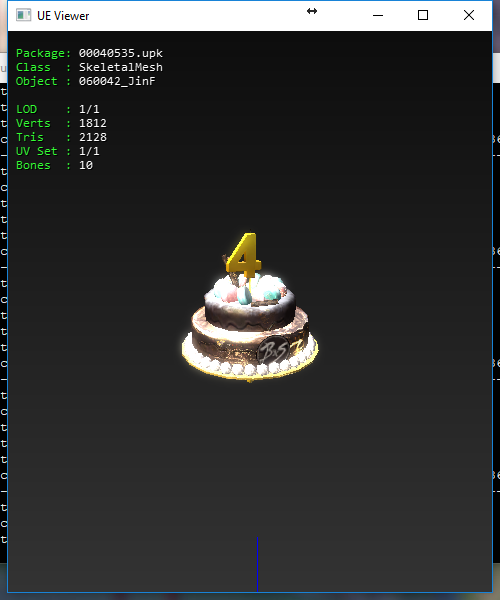 UE Viewer
Package: 00040535.upk
Class : SkeletalMesh
Object : 060042_JinF
LOD : 1/1
Verts : 1812
Tris : 2128
UV Set : 1/1
Bones : 10
4
B&S